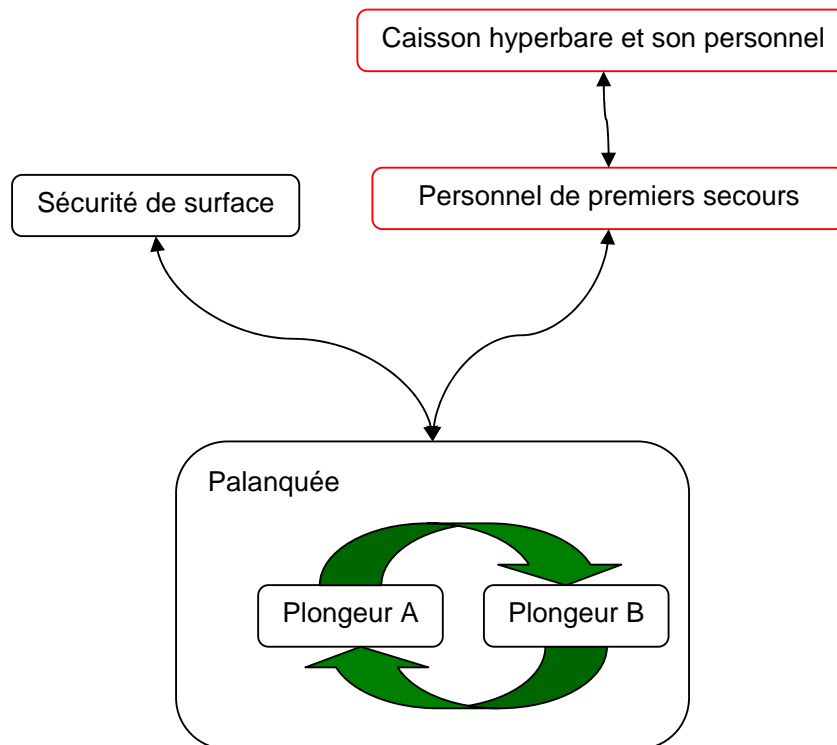 Caisson hyperbare et son personnel
Sécurité de surface
Personnel de premiers secours
Palanquée
Plongeur A
Plongeur B